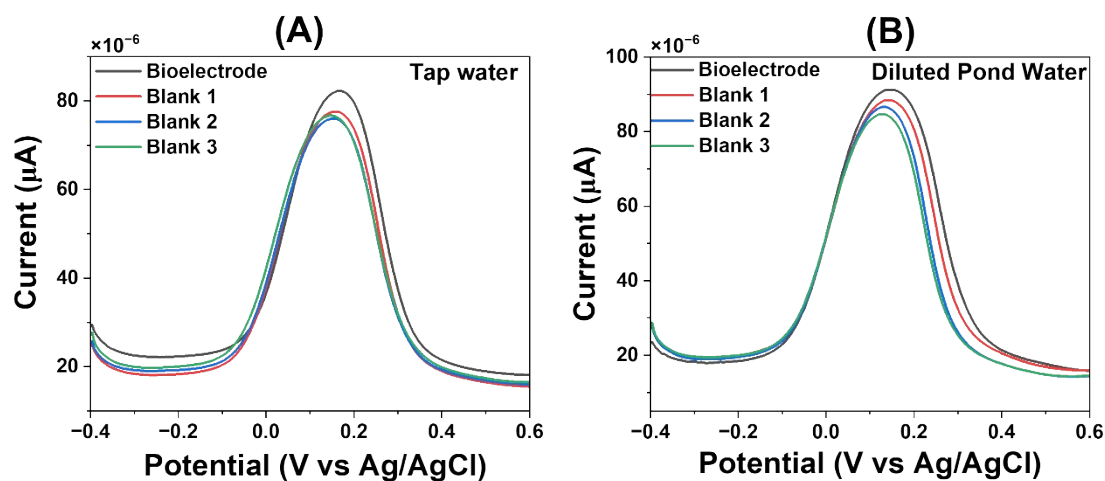 (A)
×10⁻⁶
Bioelectrode
Blank 1
Blank 2
Blank 3
Tap water
80
60
40
20
−0.4
−0.2
0.0
0.2
0.4
0.6
Current (μA)
Potential (V vs Ag/AgCl)
(B)
×10⁻⁶
Bioelectrode
Blank 1
Blank 2
Blank 3
Diluted Pond Water
100
80
60
40
20
−0.4
−0.2
0.0
0.2
0.4
0.6
Current (μA)
Potential (V vs Ag/AgCl)